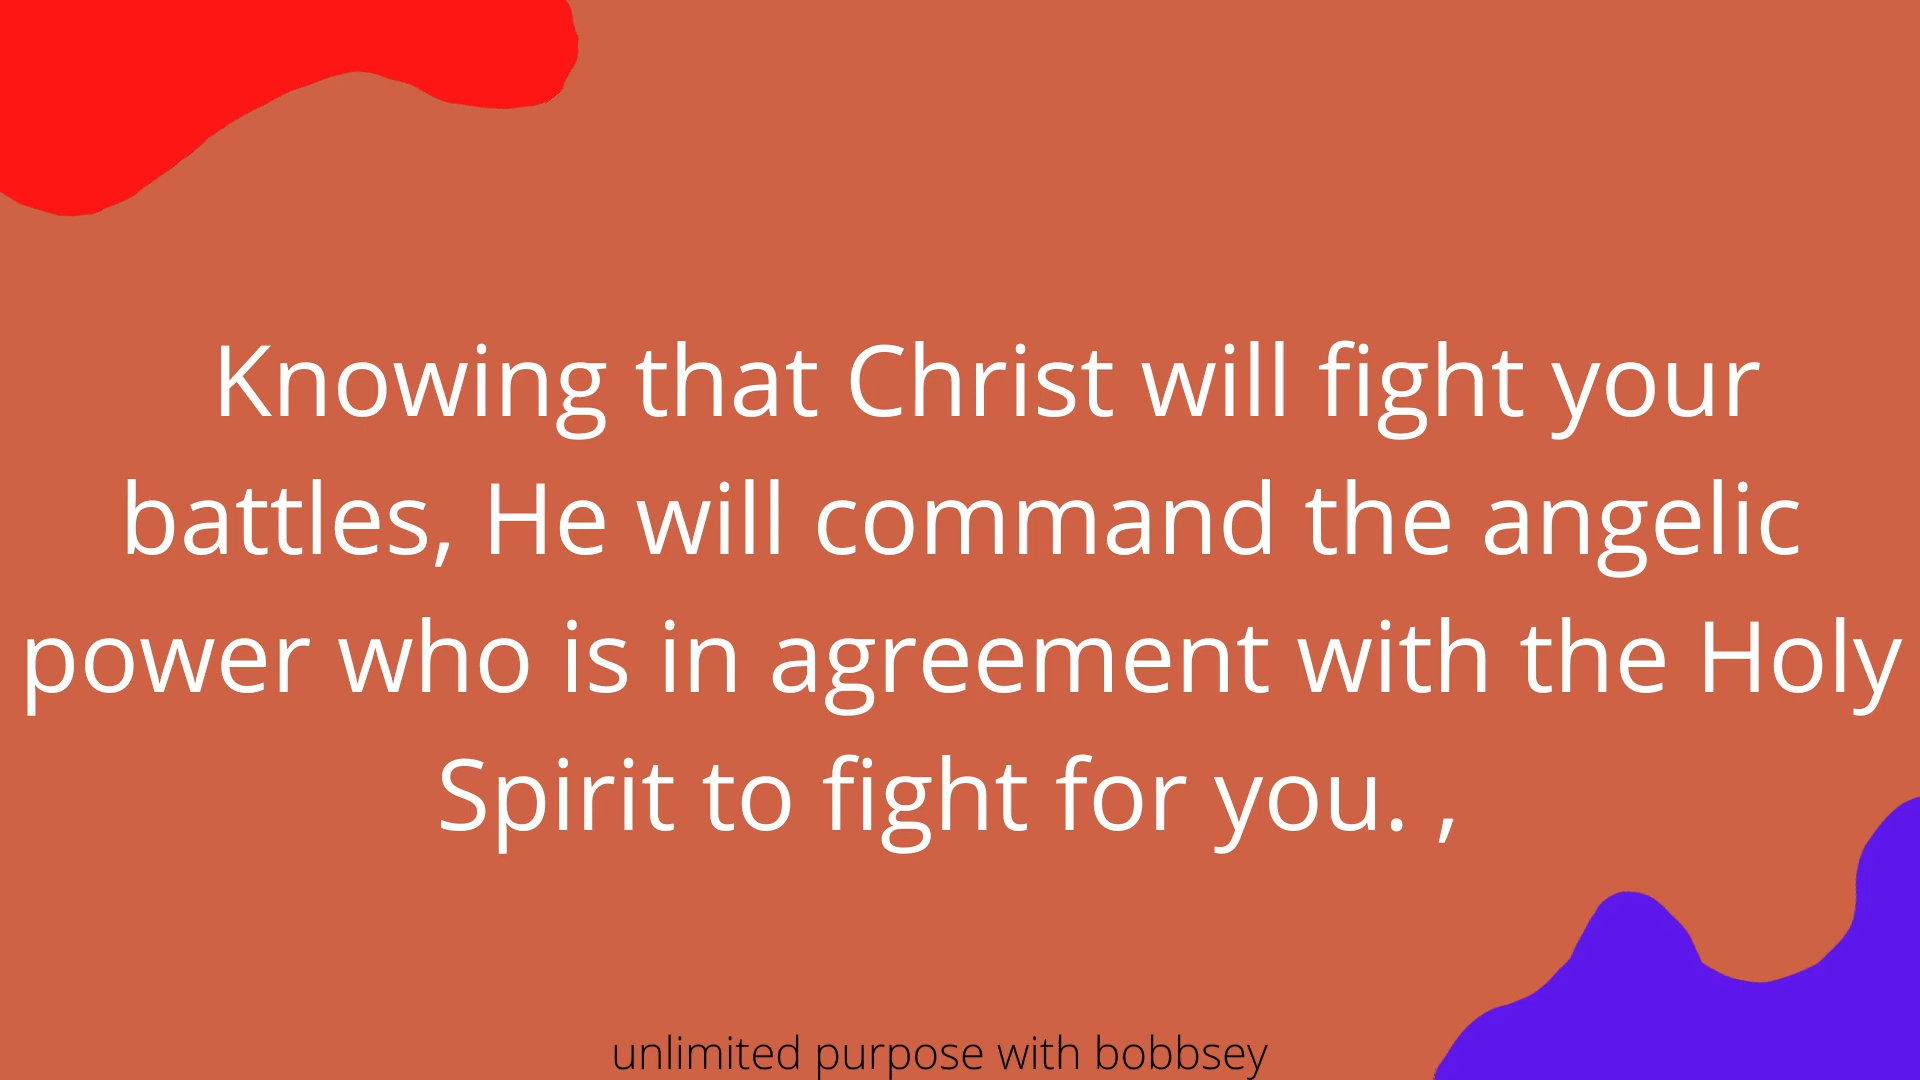 Knowing that Christ will fight your
battles, He will command the angelic
power who is in agreement with the Holy
Spirit to fight for you. ,
unlimited purpose with bobbsey